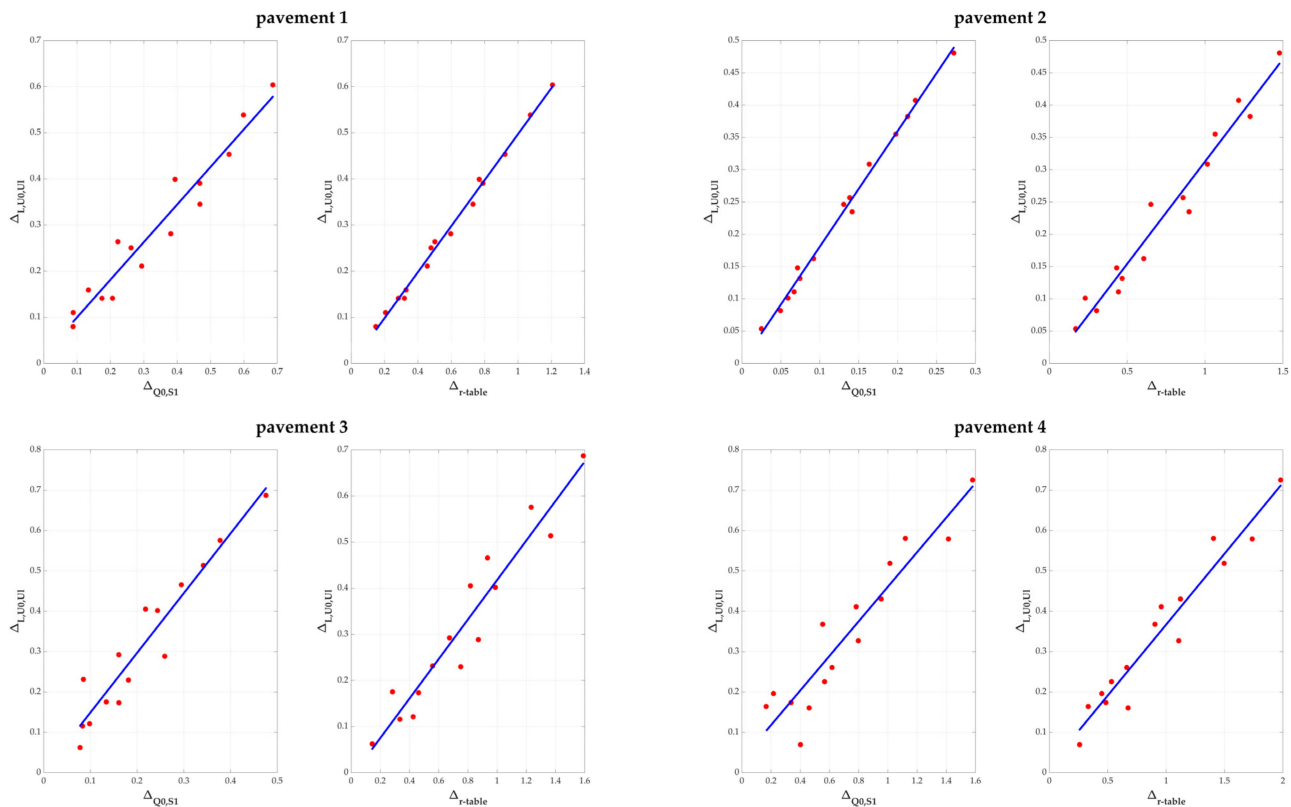 pavement 1
pavement 2
0.7
0.6
0.5
0.4
0.3
0.2
0.1
0
Δ_L,U0,UI
0 0.1 0.2 0.3 0.4 0.5 0.6 0.7
Δ_Q0,S1
0.7
0.6
0.5
0.4
0.3
0.2
0.1
0
Δ_L,U0,UI
0 0.2 0.4 0.6 0.8 1 1.2 1.4
Δ_r-table
0.5
0.45
0.4
0.35
0.3
0.25
0.2
0.15
0.1
0.05
0
Δ_L,U0,UI
0 0.05 0.1 0.15 0.2 0.25 0.3
Δ_Q0,S1
0.5
0.45
0.4
0.35
0.3
0.25
0.2
0.15
0.1
0.05
0
Δ_L,U0,UI
0 0.5 1 1.5
Δ_r-table
pavement 3
pavement 4
0.8
0.7
0.6
0.5
0.4
0.3
0.2
0.1
0
Δ_L,U0,UI
0 0.1 0.2 0.3 0.4 0.5
Δ_Q0,S1
0.7
0.6
0.5
0.4
0.3
0.2
0.1
0
Δ_L,U0,UI
0 0.2 0.4 0.6 0.8 1 1.2 1.4 1.6
Δ_r-table
0.8
0.7
0.6
0.5
0.4
0.3
0.2
0.1
0
Δ_L,U0,UI
0 0.2 0.4 0.6 0.8 1 1.2 1.4 1.6
Δ_Q0,S1
0.8
0.7
0.6
0.5
0.4
0.3
0.2
0.1
0
Δ_L,U0,UI
0 0.5 1 1.5 2
Δ_r-table